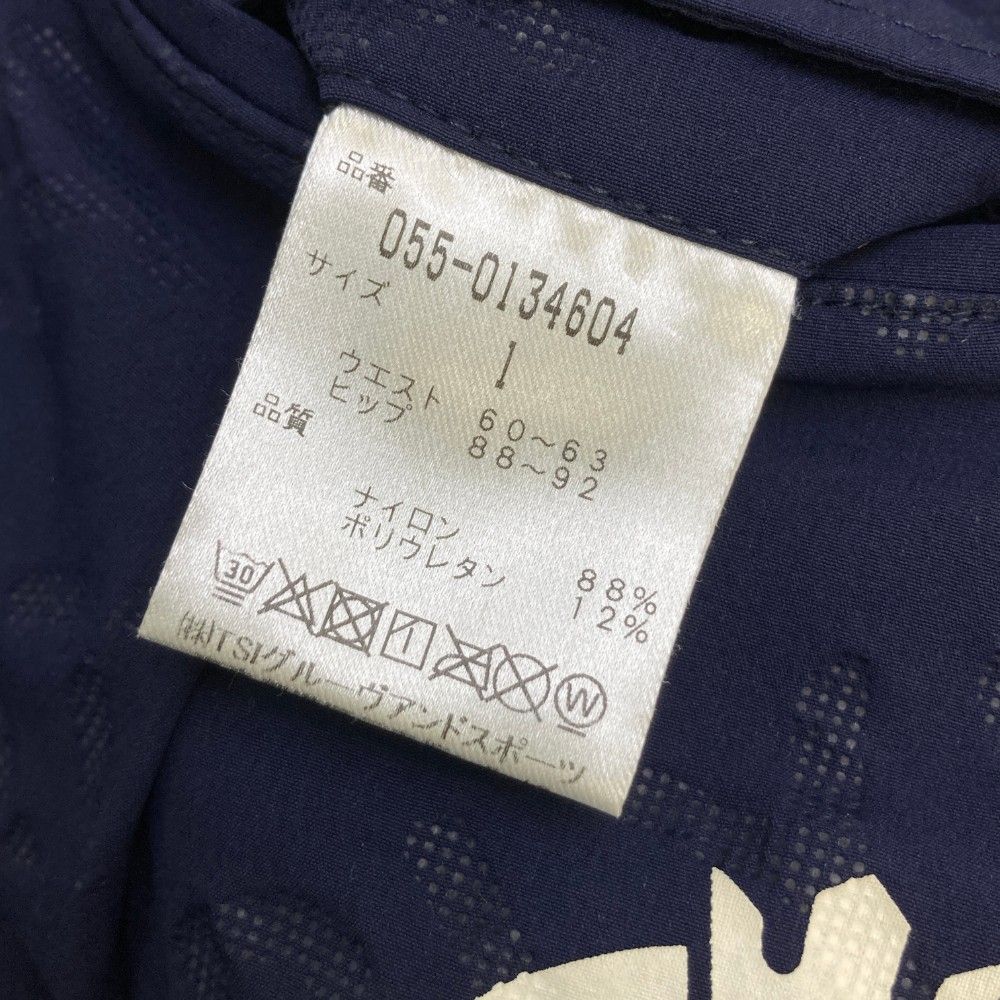 品番
055-0134604
サイズ
1
ウエスト 60～63
ヒップ 88～92
品質
ナイロン 88%
ポリウレタン 12%
30
1
W
(株)TSIグルーヴアンドスポーツ